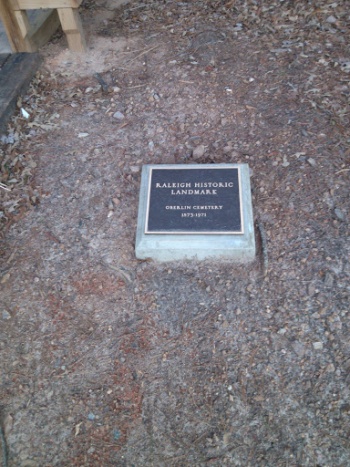 RALEIGH HISTORIC
LANDMARK
OBERLIN CEMETERY
1873-1971